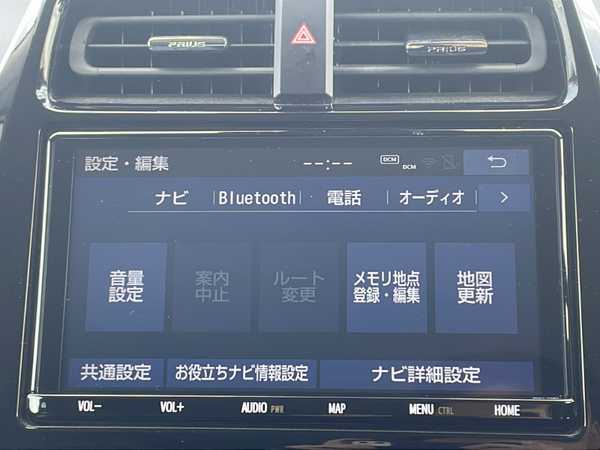 PRIUS
PRIUS
設定・編集 --:-- DCM DCM
ナビ Bluetooth 電話 オーディオ
音量
設定
案内
中止
ルート
変更
メモリ地点
登録・編集
地図
更新
共通設定 お役立ちナビ情報設定 ナビ詳細設定
VOL- VOL+ AUDIO PWR MAP MENU CTRL HOME